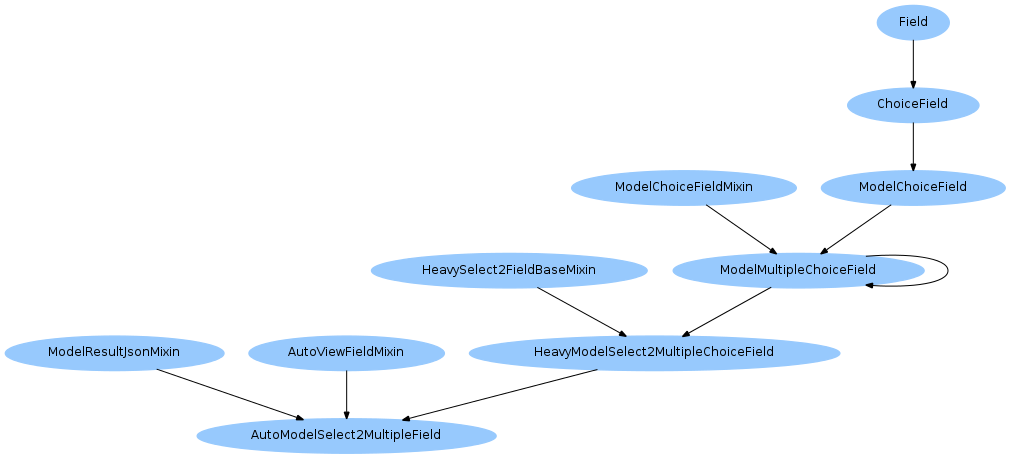 Field
ChoiceField
ModelChoiceFieldMixin
ModelChoiceField
HeavySelect2FieldBaseMixin
ModelMultipleChoiceField
ModelResultJsonMixin
AutoViewFieldMixin
HeavyModelSelect2MultipleChoiceField
AutoModelSelect2MultipleField